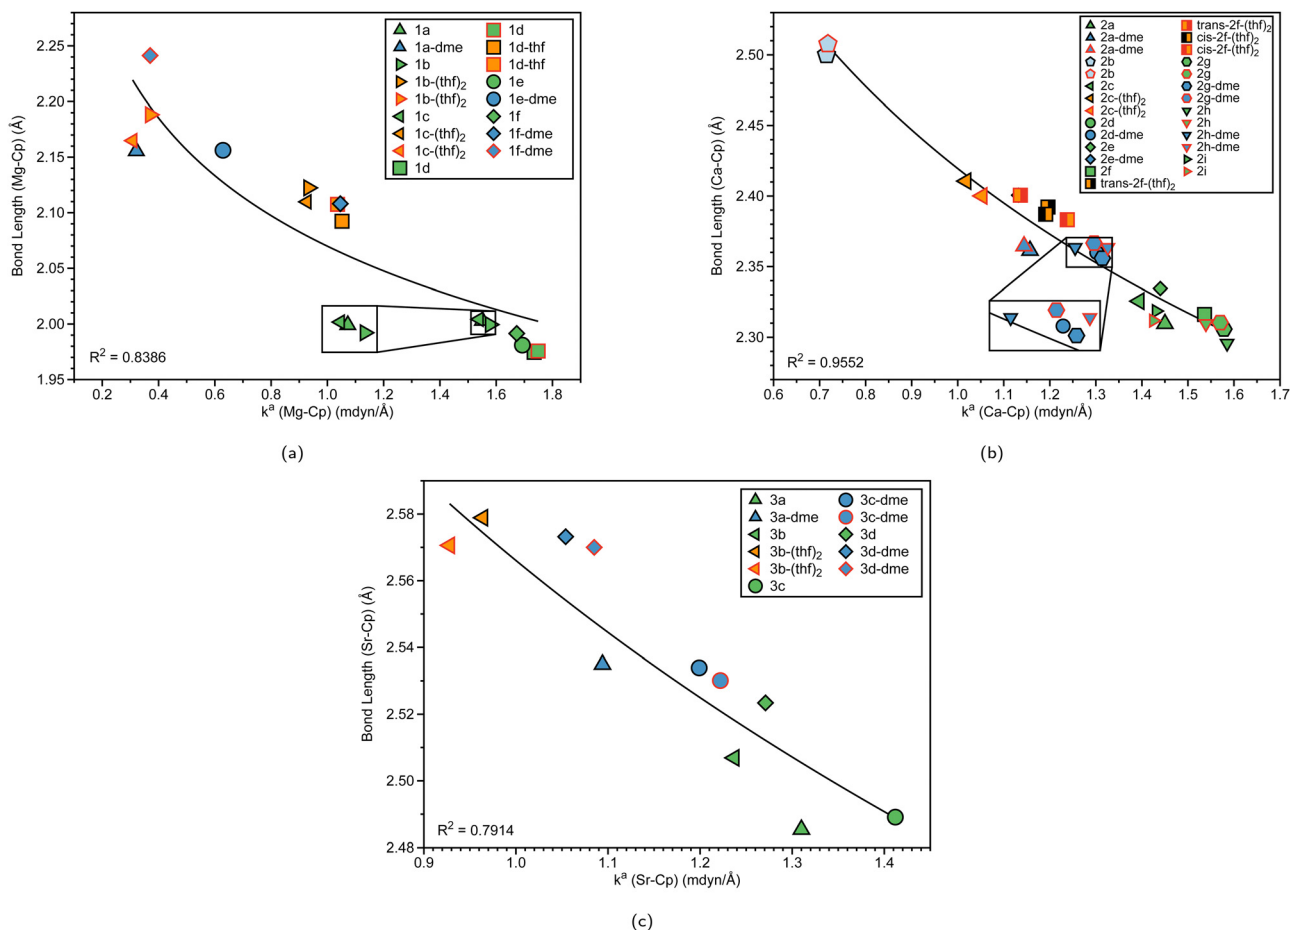 Bond Length (Mg-Cp) (Å)
2.25
2.20
2.15
2.10
2.05
2.00
1.95
1a
1a-dme
1b
1b-(thf)2
1b-(thf)2
1c
1c-(thf)2
1c-(thf)2
1d
1d
1d-thf
1d-thf
1e
1e-dme
1f
1f-dme
1f-dme
R2 = 0.8386
0.2 0.4 0.6 0.8 1.0 1.2 1.4 1.6 1.8
ka (Mg-Cp) (mdyn/Å)
(a)
Bond Length (Ca-Cp) (Å)
2.50
2.45
2.40
2.35
2.30
2a
2a-dme
2a-dme
2b
2b
2c
2c-(thf)2
2c-(thf)2
2d
2d-dme
2e
2e-dme
2f
trans-2f-(thf)2
trans-2f-(thf)2
cis-2f-(thf)2
cis-2f-(thf)2
2g
2g
2g-dme
2g-dme
2h
2h
2h-dme
2h-dme
2i
2i
R2 = 0.9552
0.6 0.7 0.8 0.9 1.0 1.1 1.2 1.3 1.4 1.5 1.6 1.7
ka (Ca-Cp) (mdyn/Å)
(b)
Bond Length (Sr-Cp) (Å)
2.58
2.56
2.54
2.52
2.50
2.48
3a
3a-dme
3b
3b-(thf)2
3b-(thf)2
3c
3c-dme
3c-dme
3d
3d-dme
3d-dme
R2 = 0.7914
0.9 1.0 1.1 1.2 1.3 1.4
ka (Sr-Cp) (mdyn/Å)
(c)